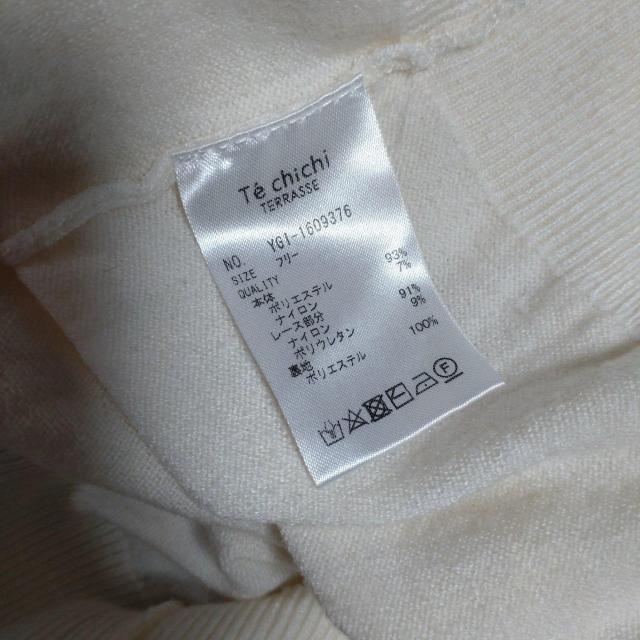 Té chichi
TERRASSE
NO. YGI-1609376
SIZE フリー
QUALITY
本体
ポリエステル 93%
ナイロン 7%
レース部分
ナイロン 91%
ポリウレタン 9%
裏地
ポリエステル 100%
F